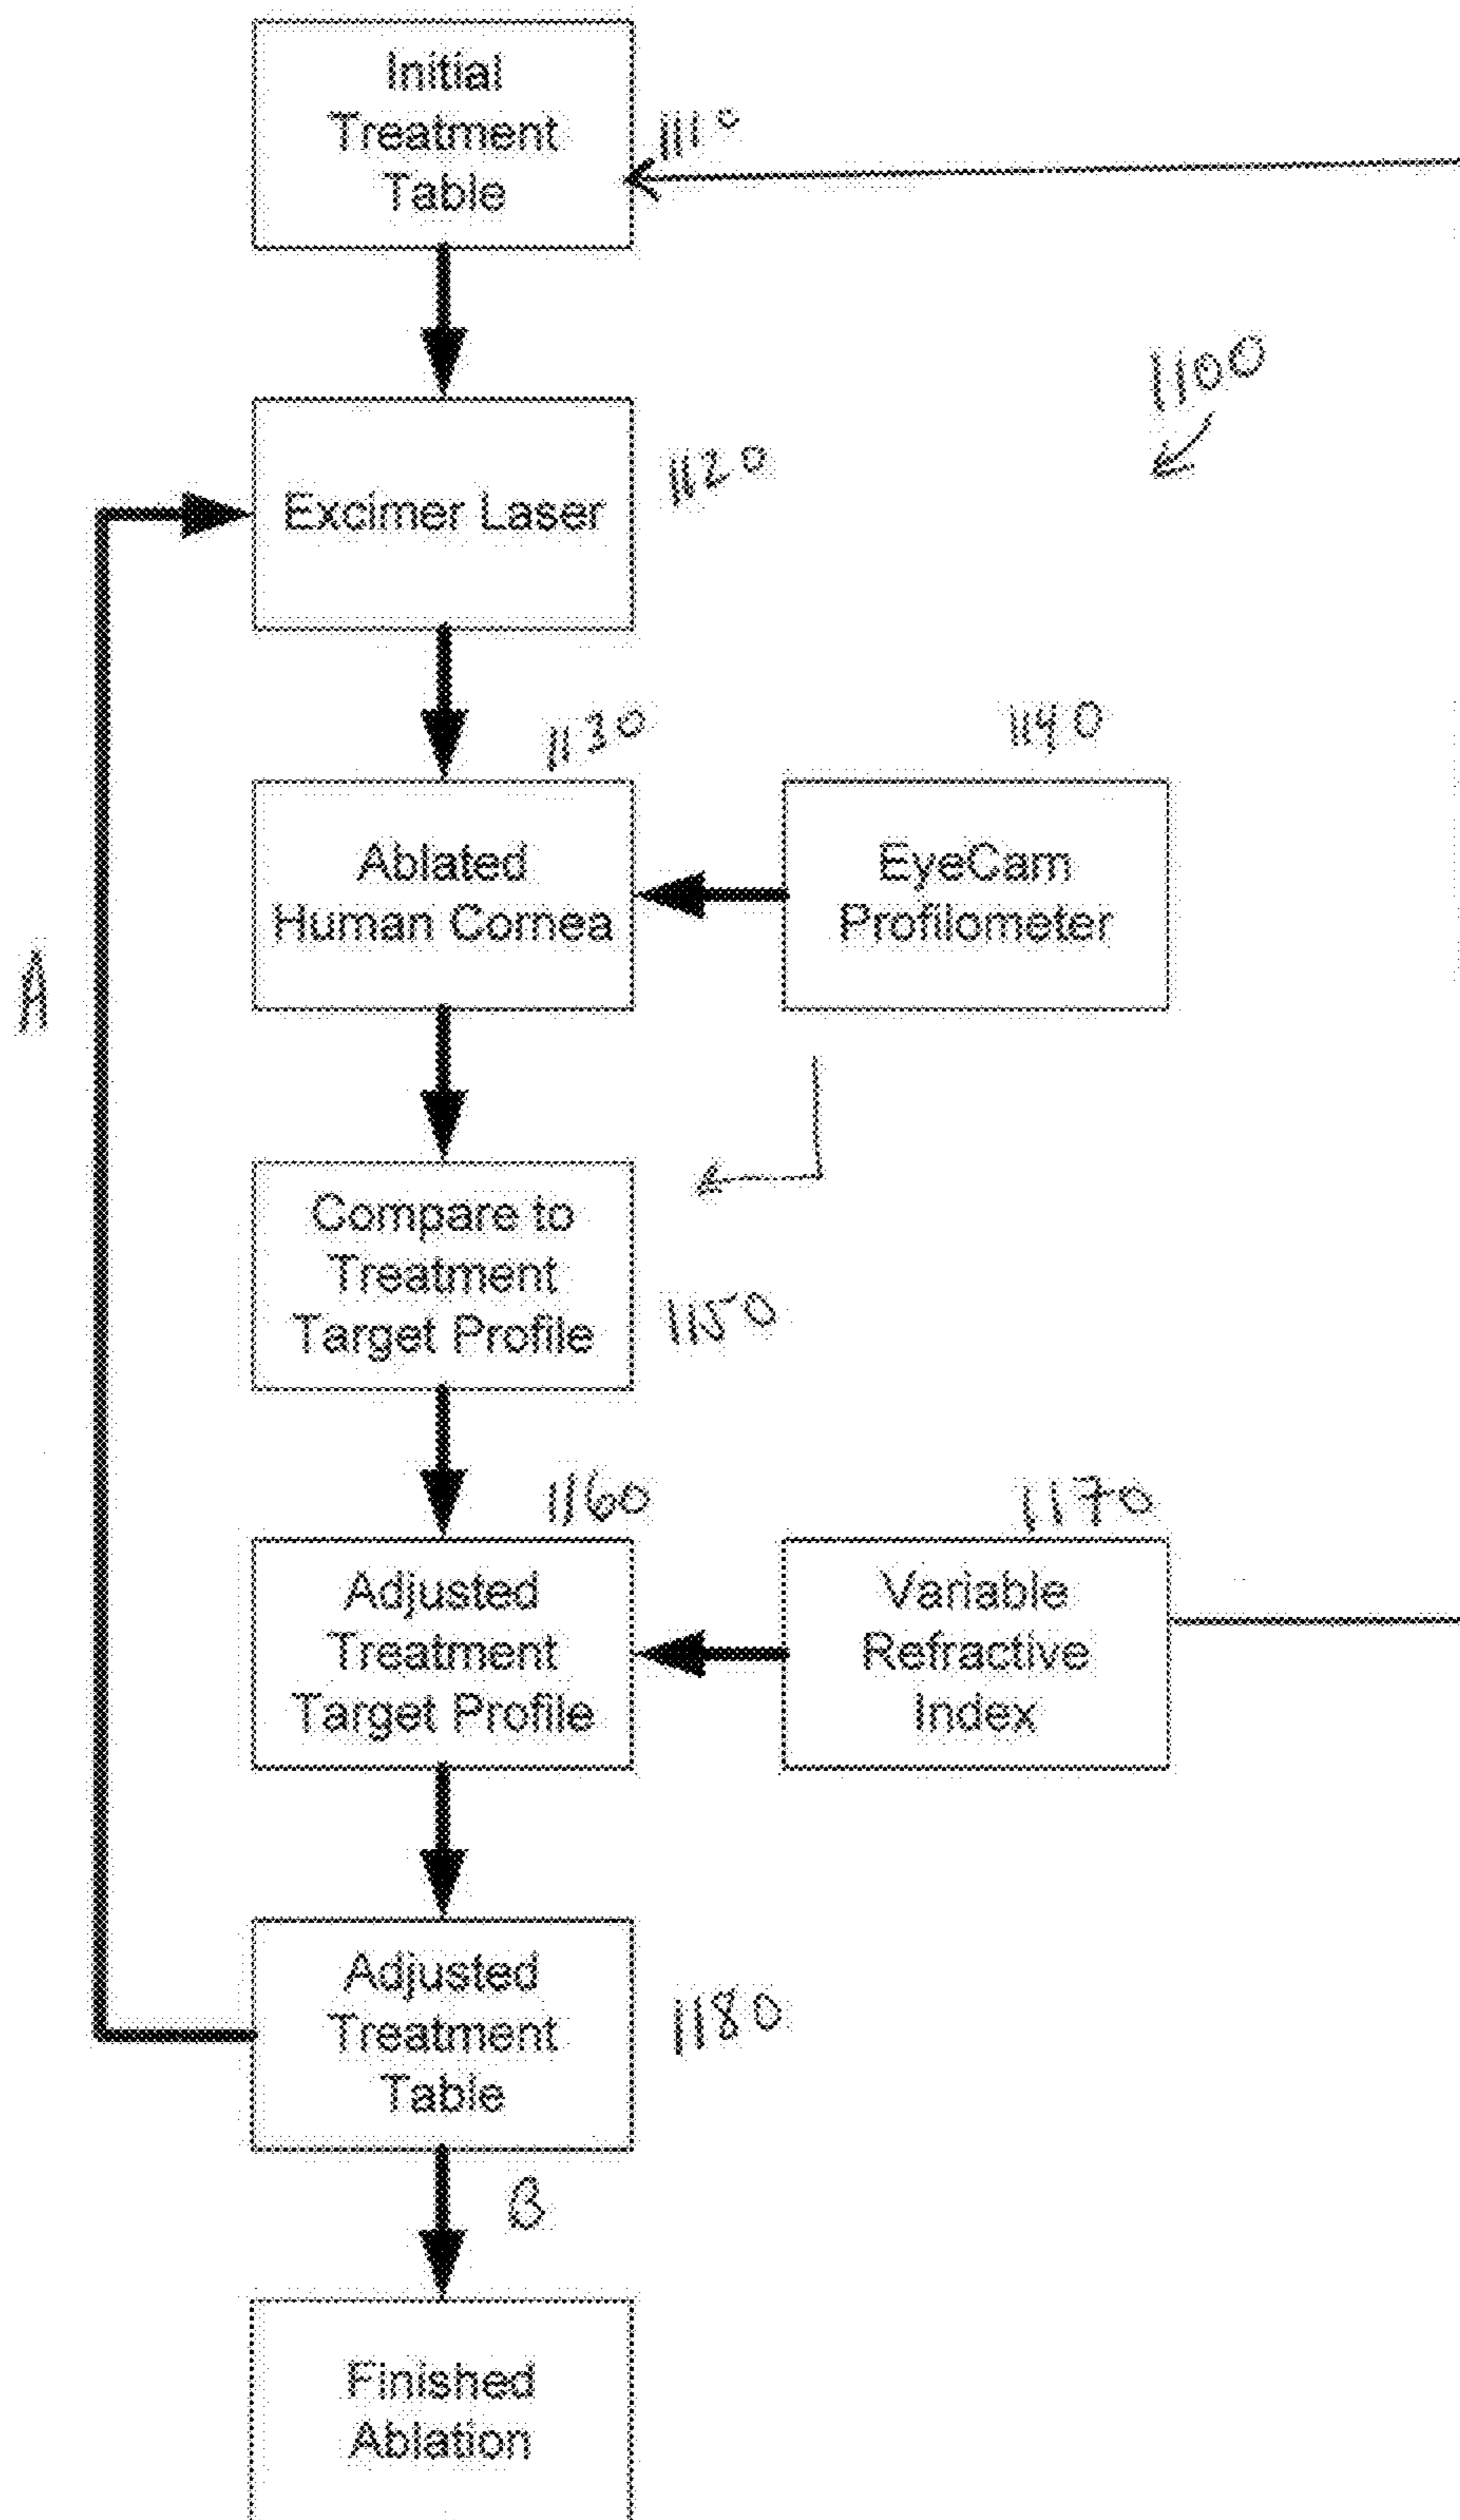 Initial
Treatment
Table
1110
1100
Excimer Laser
1120
1130
1140
Ablated
Human Cornea
EyeCam
Profilometer
A
Compare to
Treatment
Target Profile
1150
1160
1170
Adjusted
Treatment
Target Profile
Variable
Refractive
Index
Adjusted
Treatment
Table
1180
B
Finished
Ablation